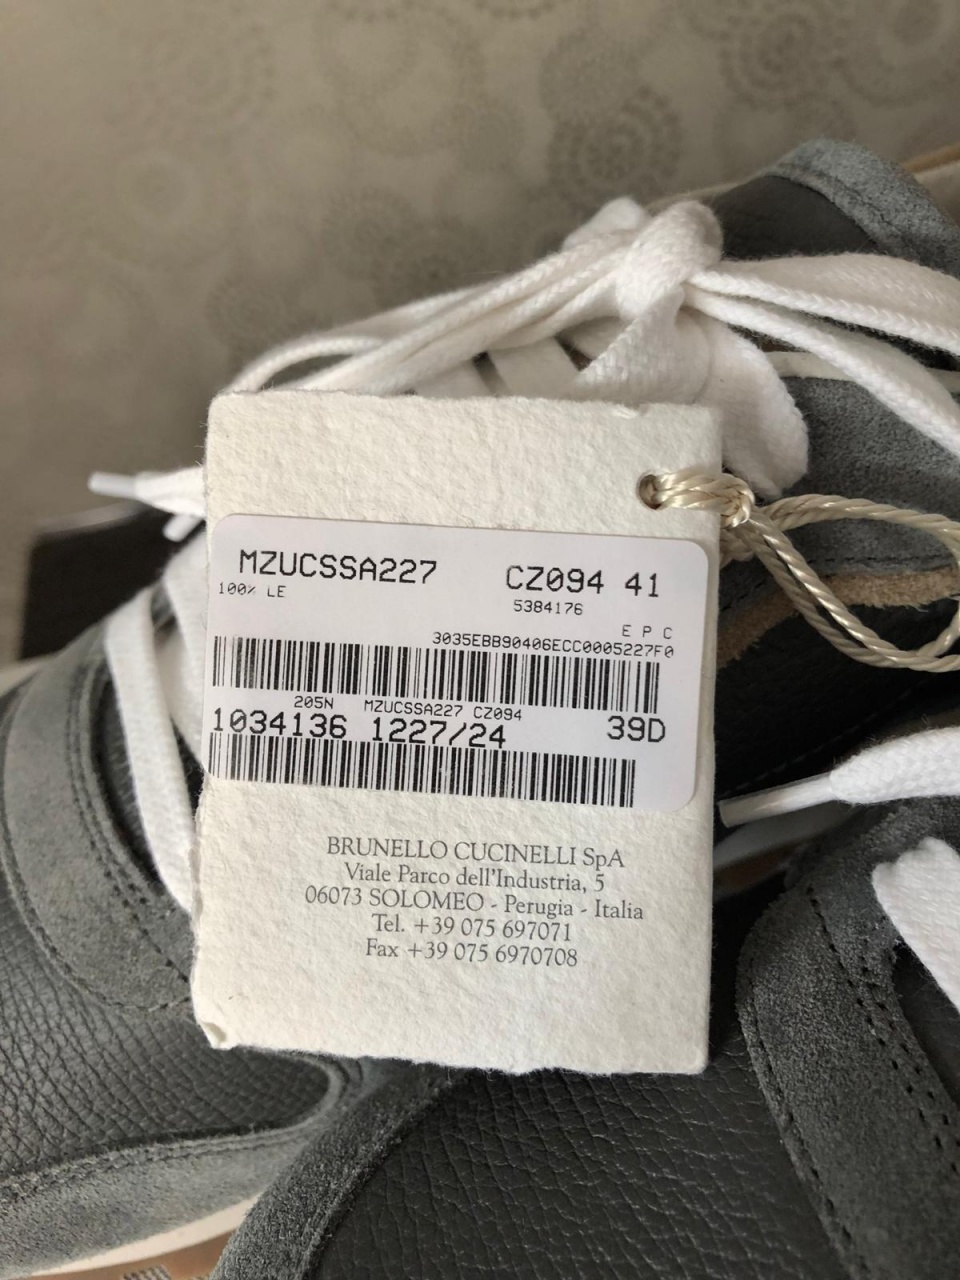 MZUCSSA227 CZ094 41
100% LE 5384176
E P C
3035EBB90406ECC0005227F0
205N MZUCSSA227 CZ094
1034136 1227/24 39D
BRUNELLO CUCINELLI SpA
Viale Parco dell'Industria, 5
06073 SOLOMEO - Perugia - Italia
Tel. +39 075 697071
Fax +39 075 6970708